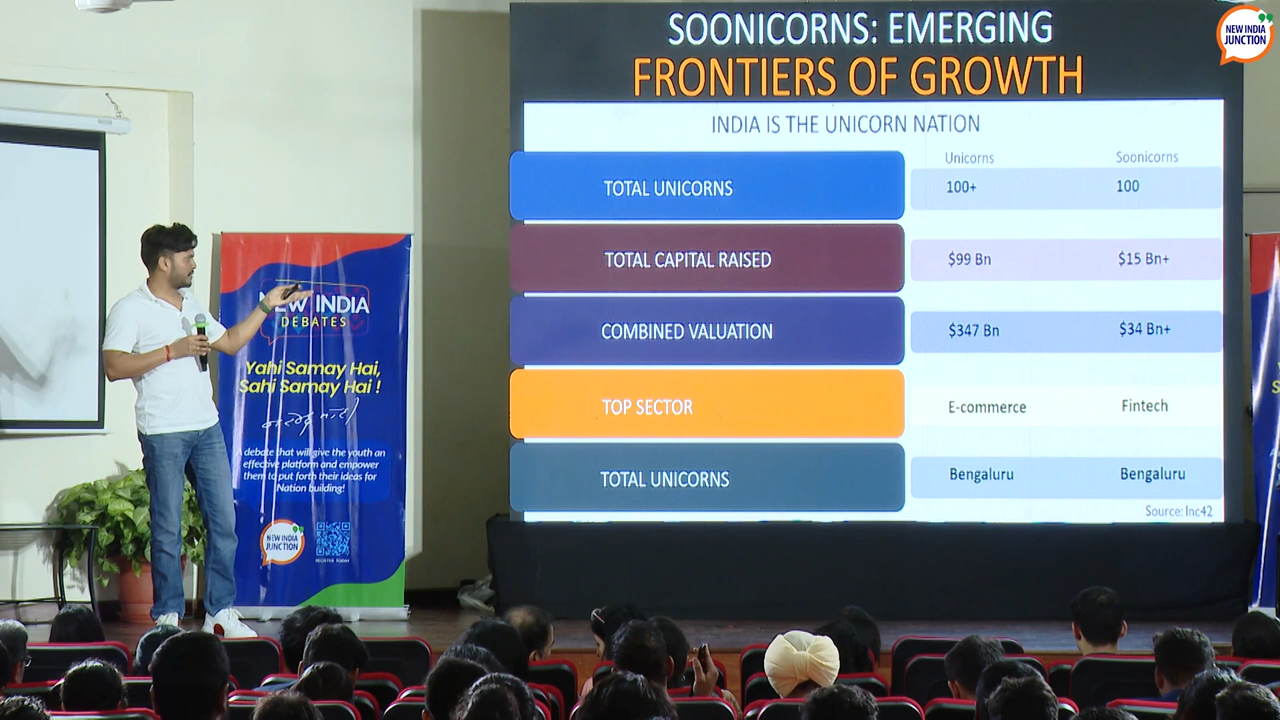 NEW INDIA
JUNCTION
SOONICORNS: EMERGING
FRONTIERS OF GROWTH
INDIA IS THE UNICORN NATION
Unicorns Soonicorns
TOTAL UNICORNS 100+ 100
TOTAL CAPITAL RAISED $99 Bn $15 Bn+
COMBINED VALUATION $347 Bn $34 Bn+
TOP SECTOR E-commerce Fintech
TOTAL UNICORNS Bengaluru Bengaluru
Source: Inc42
NEW INDIA
DEBATES
Yahi Samay Hai,
Sahi Samay Hai !
A debate that will give the youth an
effective platform and empower
them to put forth their ideas for
Nation building!
NEW INDIA
JUNCTION
REGISTER TODAY